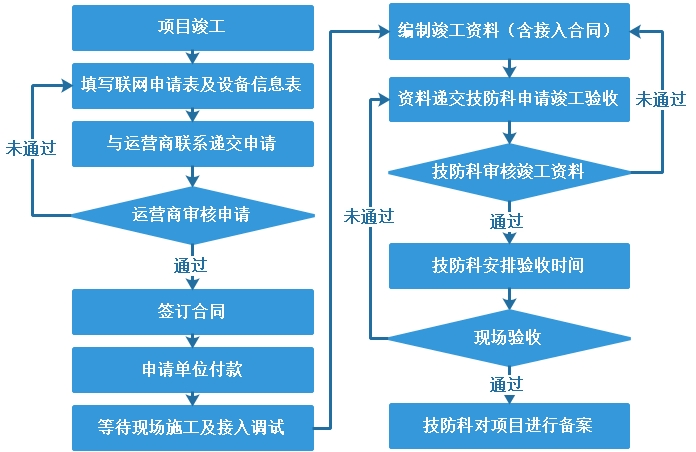 项目竣工
填写联网申请表及设备信息表
未通过
与运营商联系递交申请
运营商审核申请
通过
签订合同
申请单位付款
等待现场施工及接入调试
编制竣工资料（含接入合同）
资料递交技防科申请竣工验收
未通过
技防科审核竣工资料
未通过
通过
技防科安排验收时间
现场验收
通过
技防科对项目进行备案